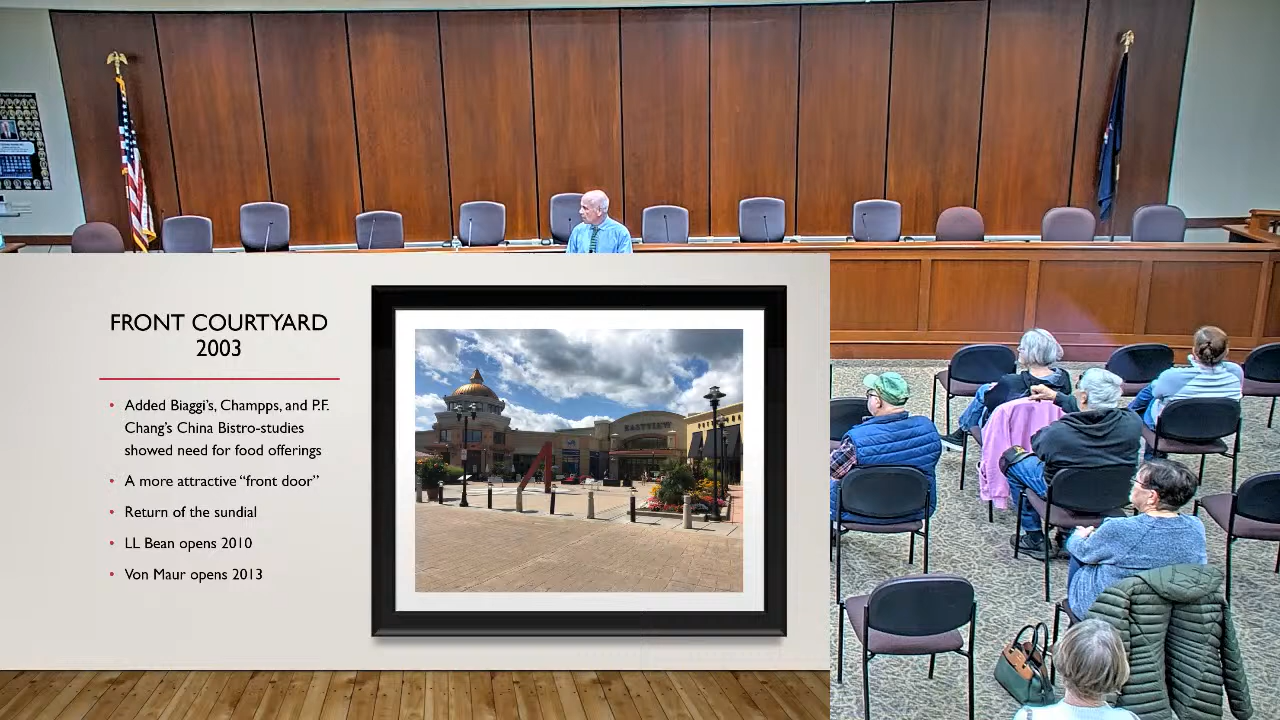 FRONT COURTYARD
2003
• Added Biaggi's, Champps, and P.F.
Chang's China Bistro-studies
showed need for food offerings
• A more attractive “front door”
• Return of the sundial
• LL Bean opens 2010
• Von Maur opens 2013
EASTVIEW